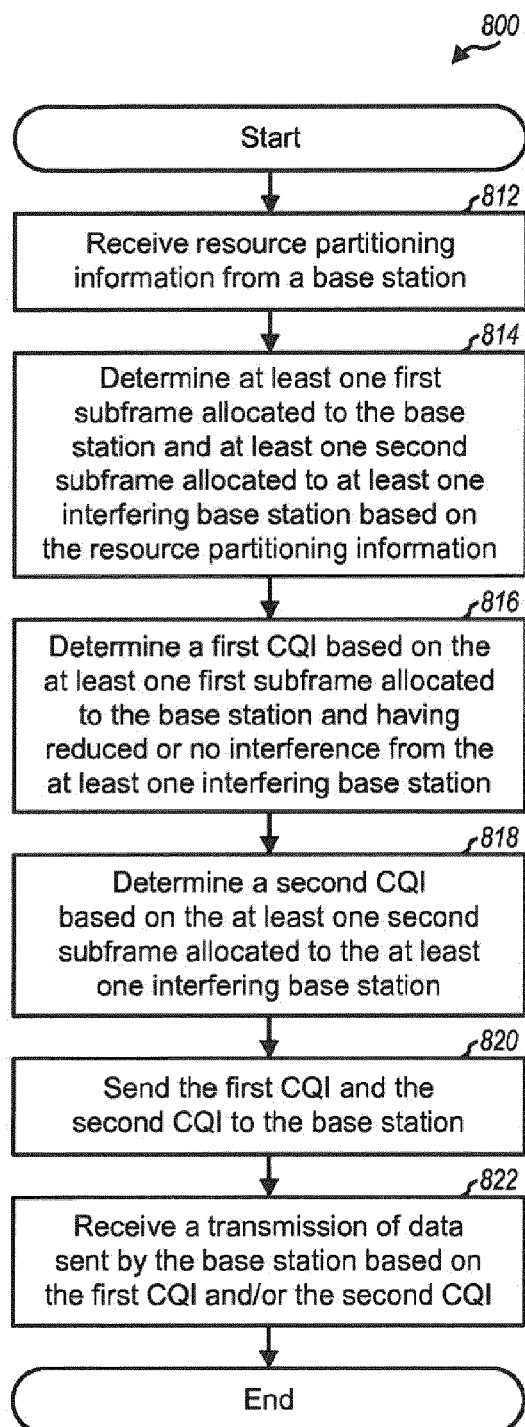 800
Start
812
Receive resource partitioning
information from a base station
814
Determine at least one first
subframe allocated to the base
station and at least one second
subframe allocated to at least one
interfering base station based on
the resource partitioning information
816
Determine a first CQI based on the
at least one first subframe allocated
to the base station and having
reduced or no interference from the
at least one interfering base station
818
Determine a second CQI
based on the at least one second
subframe allocated to the at least
one interfering base station
820
Send the first CQI and the
second CQI to the base station
822
Receive a transmission of data
sent by the base station based on
the first CQI and/or the second CQI
End